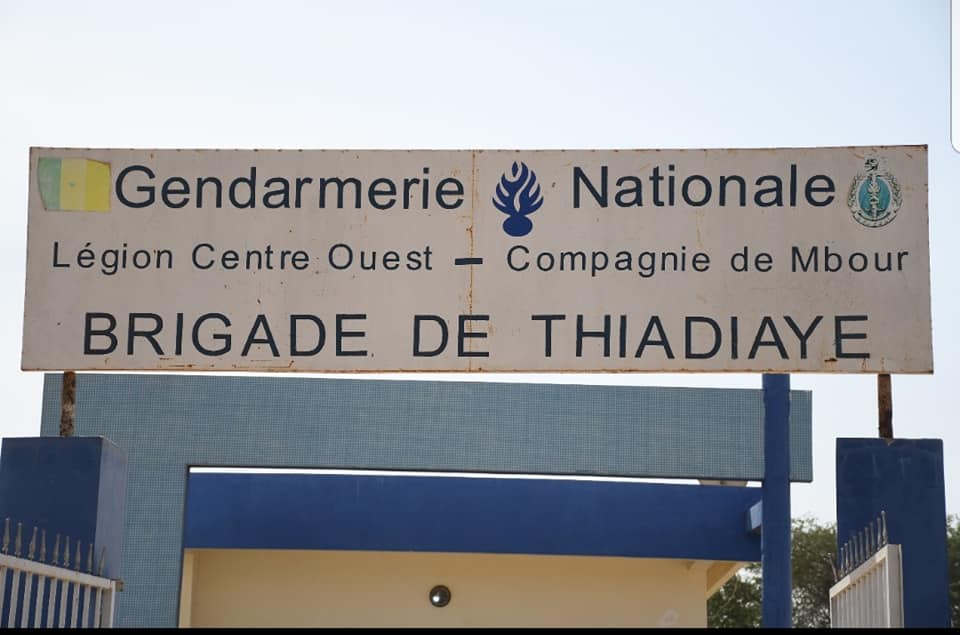 Gendarmerie Nationale
Légion Centre Ouest - Compagnie de Mbour
BRIGADE DE THIADIAYE